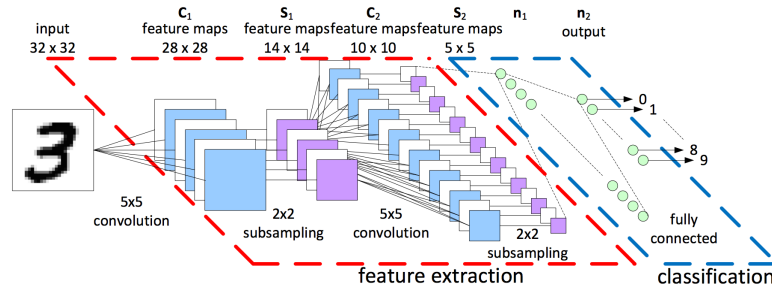 input
32 x 32
C1
feature maps
28 x 28
S1
feature maps
14 x 14
C2
feature maps
10 x 10
S2
feature maps
5 x 5
n1
n2
output
3
0
1
8
9
5x5
convolution
2x2
subsampling
5x5
convolution
2x2
subsampling
fully
connected
feature extraction
classification